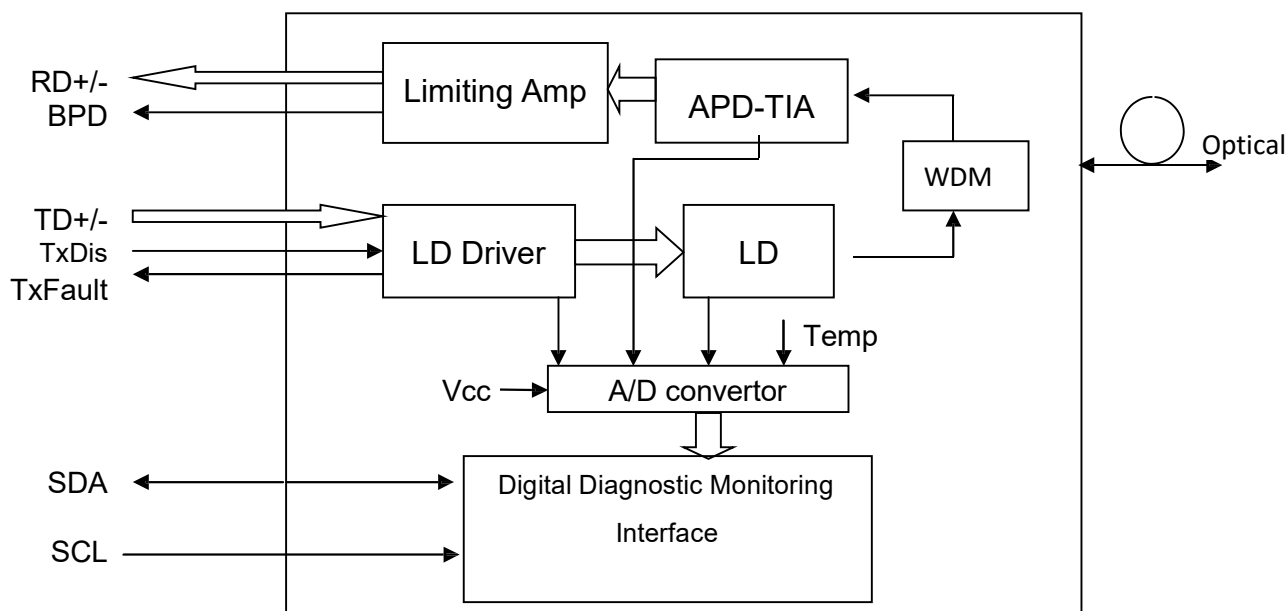 RD+/-
BPD
Limiting Amp
APD-TIA
WDM
Optical
TD+/-
TxDis
TxFault
LD Driver
LD
Temp
Vcc
A/D convertor
SDA
SCL
Digital Diagnostic Monitoring
Interface